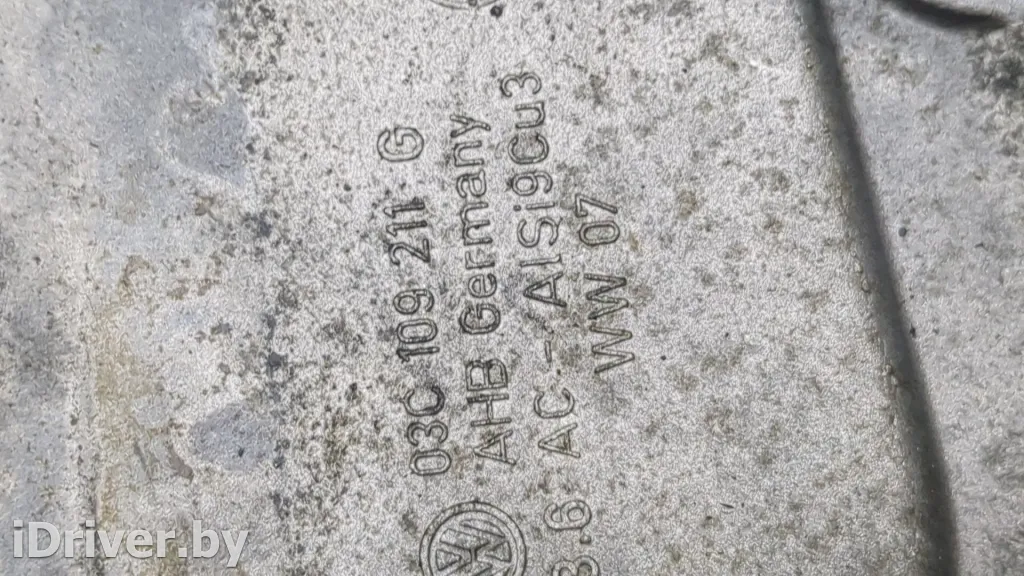 03C 109 211 G
AHB Germany
3.6 AC-AlSi9Cu3
WW 07
iDriver.by